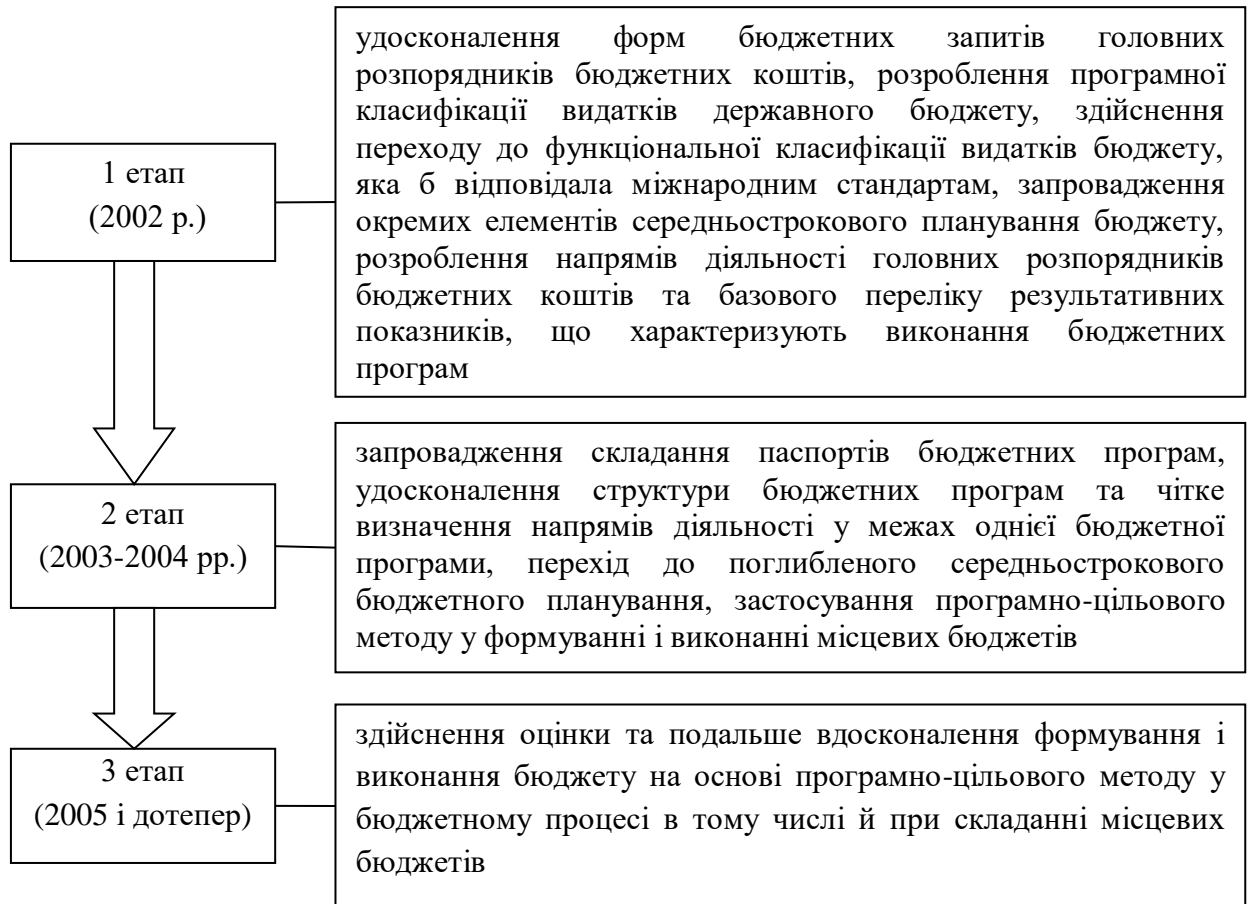 1 етап
(2002 р.)
удосконалення форм бюджетних запитів головних
розпорядників бюджетних коштів, розроблення програмної
класифікації видатків державного бюджету, здійснення
переходу до функціональної класифікації видатків бюджету,
яка б відповідала міжнародним стандартам, запровадження
окремих елементів середньострокового планування бюджету,
розроблення напрямів діяльності головних розпорядників
бюджетних коштів та базового переліку результативних
показників, що характеризують виконання бюджетних
програм
2 етап
(2003-2004 рр.)
запровадження складання паспортів бюджетних програм,
удосконалення структури бюджетних програм та чітке
визначення напрямів діяльності у межах однієї бюджетної
програми, перехід до поглибленого середньострокового
бюджетного планування, застосування програмно-цільового
методу у формуванні і виконанні місцевих бюджетів
3 етап
(2005 і дотепер)
здійснення оцінки та подальше вдосконалення формування і
виконання бюджету на основі програмно-цільового методу у
бюджетному процесі в тому числі й при складанні місцевих
бюджетів